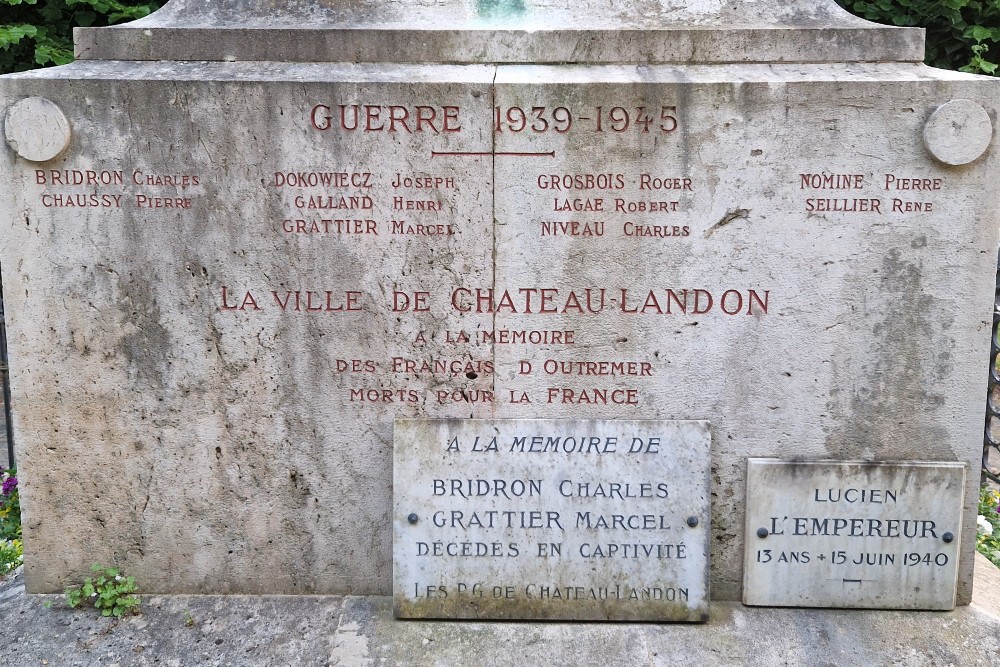 GUERRE 1939-1945
BRIDRON CHARLES
CHAUSSY PIERRE
DOKOWIECZ JOSEPH
GALLAND HENRI
GRATTIER MARCEL
GROSBOIS ROGER
LAGAE ROBERT
NIVEAU CHARLES
NOMINE PIERRE
SEILLIER RENE
LA VILLE DE CHATEAU-LANDON
A LA MÉMOIRE
DES FRANÇAIS D OUTREMER
MORTS POUR LA FRANCE
A LA MÉMOIRE DE
BRIDRON CHARLES
GRATTIER MARCEL
DÉCÉDÉS EN CAPTIVITÉ
LES P.G DE CHATEAU-LANDON
LUCIEN
L'EMPEREUR
13 ANS + 15 JUIN 1940